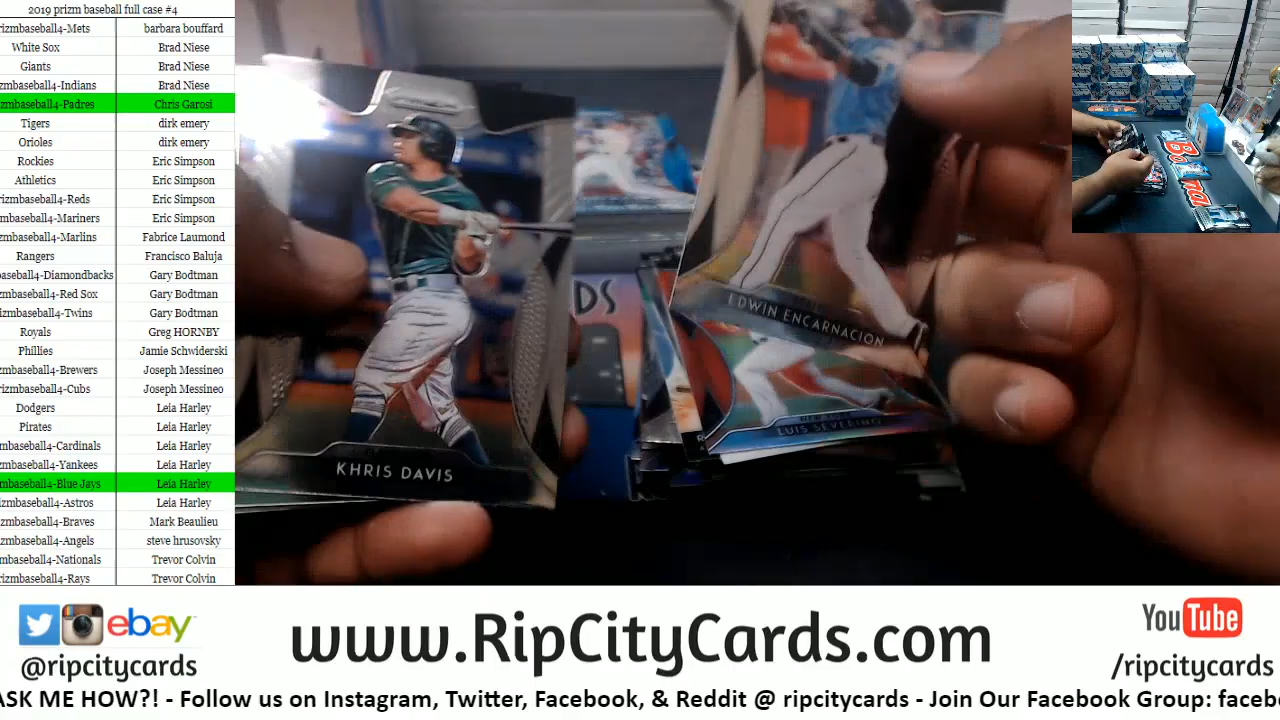 2019 prizm baseball full case #4
rizmbaseball4-Mets barbara bouffard
White Sox Brad Niese
Giants Brad Niese
zmbaseball4-Indians Brad Niese
zmbaseball4-Padres Chris Garosi
Tigers dirk emery
Orioles dirk emery
Rockies Eric Simpson
Athletics Eric Simpson
zmbaseball4-Reds Eric Simpson
mbaseball4-Mariners Eric Simpson
zmbaseball4-Marlins Fabrice Laumond
Rangers Francisco Baluja
baseball4-Diamondbacks Gary Bodtman
mbaseball4-Red Sox Gary Bodtman
zmbaseball4-Twins Gary Bodtman
Royals Greg HORNBY
Phillies Jamie Schwiderski
zmbaseball4-Brewers Joseph Messineo
rizmbaseball4-Cubs Joseph Messineo
Dodgers Leia Harley
Pirates Leia Harley
mbaseball4-Cardinals Leia Harley
zmbaseball4-Yankees Leia Harley
mbaseball4-Blue Jays Leia Harley
izmbaseball4-Astros Leia Harley
zmbaseball4-Braves Mark Beaulieu
zmbaseball4-Angels steve hrusovsky
mbaseball4-Nationals Trevor Colvin
rizmbaseball4-Rays Trevor Colvin
DS
EDWIN ENCARNACION
LUIS SEVERINO
KHRIS DAVIS
ebay
@ripcitycards
www.RipCityCards.com
YouTube
/ripcitycards
ASK ME HOW?! - Follow us on Instagram, Twitter, Facebook, & Reddit @ ripcitycards - Join Our Facebook Group: facebo